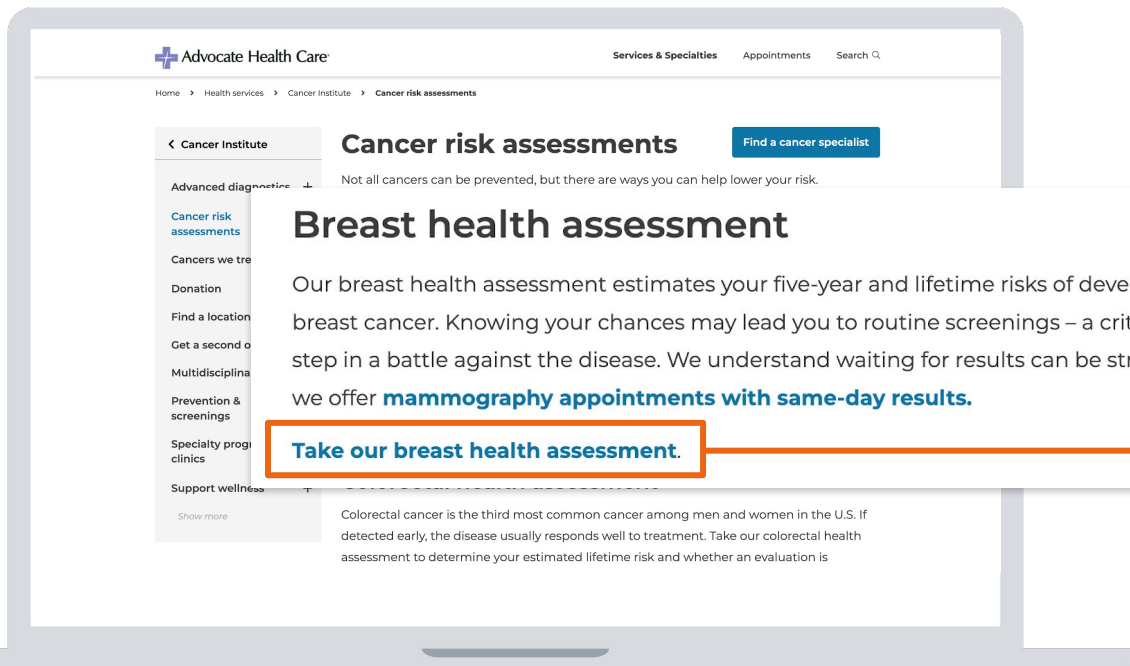 Advocate Health Care
Services & Specialties Appointments Search
Home > Health services > Cancer Institute > Cancer risk assessments
< Cancer Institute
Advanced diagnostics +
Cancer risk
assessments
Cancers we tre
Donation
Find a location
Get a second o
Multidisciplina
Prevention &
screenings
Specialty progr
clinics
Support wellness +
Show more
Cancer risk assessments
Find a cancer specialist
Not all cancers can be prevented, but there are ways you can help lower your risk.
Breast health assessment
Our breast health assessment estimates your five-year and lifetime risks of deve
breast cancer. Knowing your chances may lead you to routine screenings – a crit
step in a battle against the disease. We understand waiting for results can be str
we offer mammography appointments with same-day results.
Take our breast health assessment.
Colorectal cancer is the third most common cancer among men and women in the U.S. If
detected early, the disease usually responds well to treatment. Take our colorectal health
assessment to determine your estimated lifetime risk and whether an evaluation is